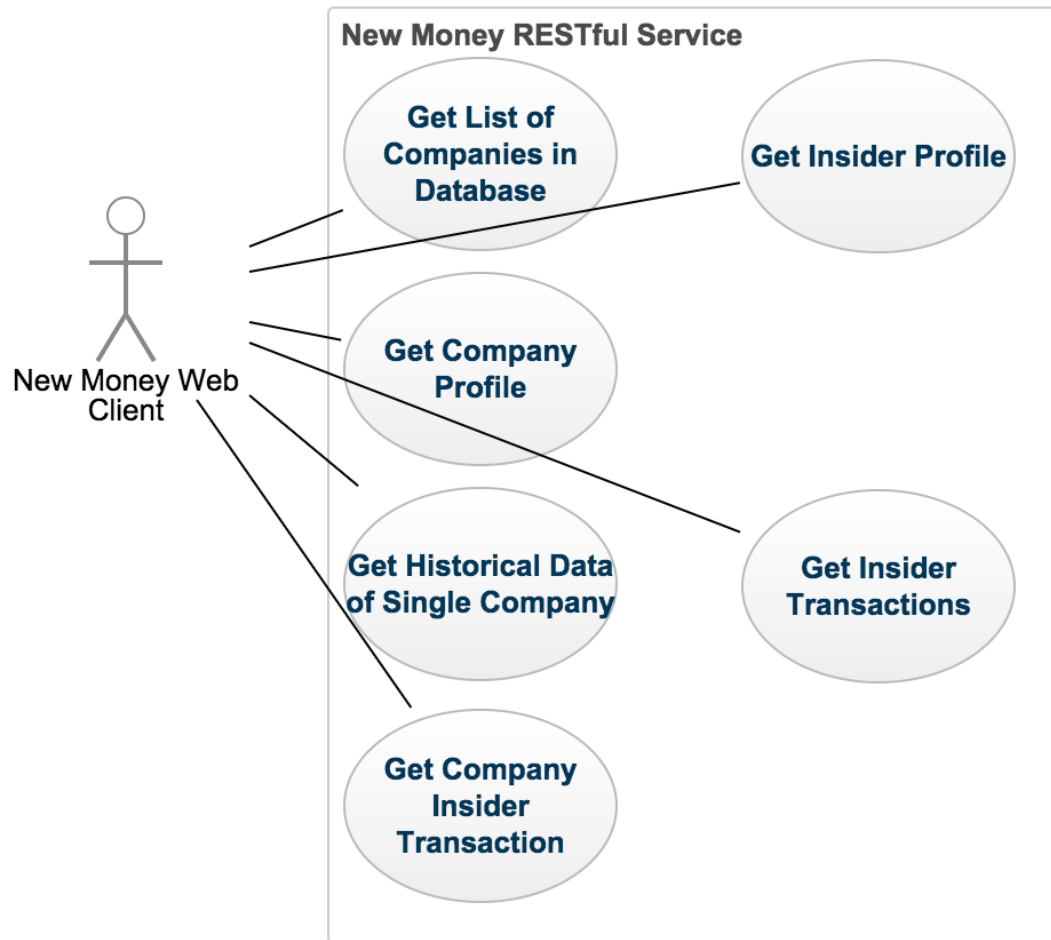 New Money RESTful Service
Get List of
Companies in
Database
Get Insider Profile
New Money Web
Client
Get Company
Profile
Get Historical Data
of Single Company
Get Insider
Transactions
Get Company
Insider
Transaction